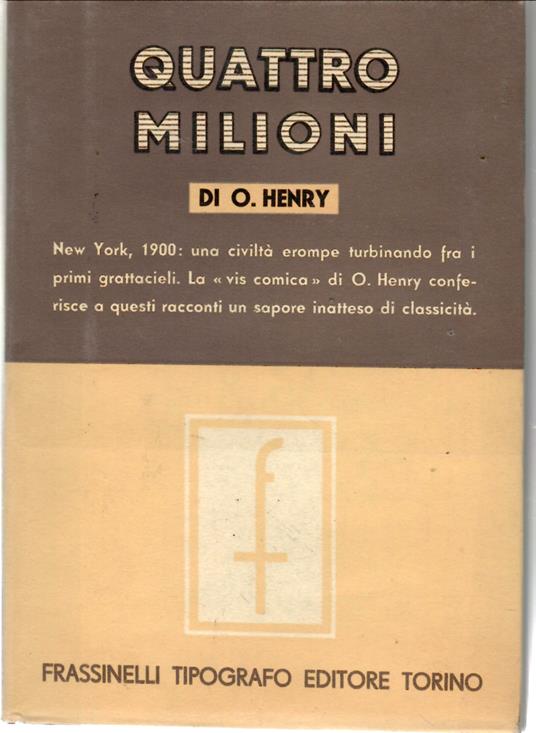 QUATTRO
MILIONI
DI O. HENRY
New York, 1900: una civiltà erompe turbinando fra i
primi grattacieli. La « vis comica » di O. Henry confe-
risce a questi racconti un sapore inatteso di classicità.
f
FRASSINELLI TIPOGRAFO EDITORE TORINO